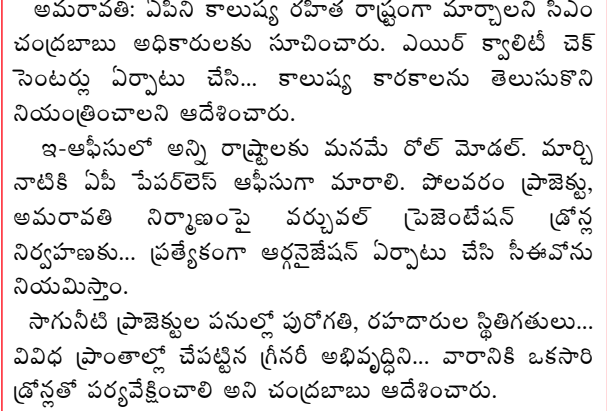 అమరావతి: ఏపిని కాలుష్య రహిత రాష్ట్రంగా మార్చాలని సిఎం
చంద్రబాబు అధికారులకు సూచించారు. ఎయిర్ క్వాలిటీ చెక్
సెంటర్లు ఏర్పాటు చేసి... కాలుష్య కారకాలను తెలుసుకొని
నియంత్రించాలని ఆదేశించారు.
ఇ-ఆఫీసులో అన్ని రాష్ట్రాలకు మనమే రోల్ మోడల్. మార్చి
నాటికి ఏపీ పేపర్‌లెస్ ఆఫీసుగా మారాలి. పోలవరం ప్రాజెక్టు,
అమరావతి నిర్మాణంపై వర్చువల్ ప్రెజెంటేషన్ డ్రోన్ల
నిర్వహణకు... ప్రత్యేకంగా ఆర్గనైజేషన్ ఏర్పాటు చేసి సీఈవోను
నియమిస్తాం.
సాగునీటి ప్రాజెక్టుల పనుల్లో పురోగతి, రహదారుల స్థితిగతులు...
వివిధ ప్రాంతాల్లో చేపట్టిన గ్రీనరీ అభివృద్ధిని... వారానికి ఒకసారి
డ్రోన్లతో పర్యవేక్షించాలి అని చంద్రబాబు ఆదేశించారు.